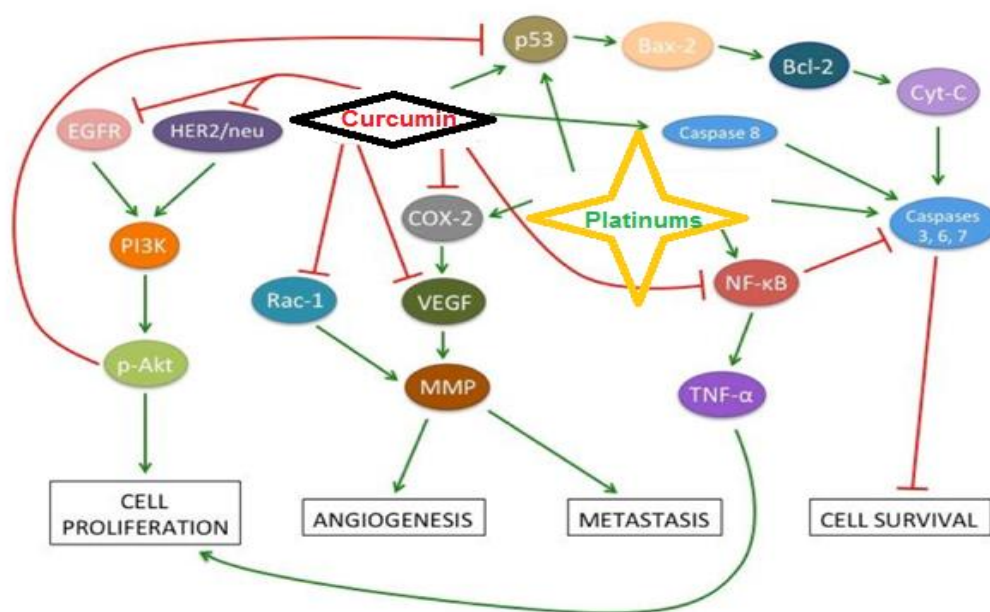 p53
Bax-2
Bcl-2
Cyt-C
EGFR
HER2/neu
Curcumin
Caspase 8
COX-2
Platinums
Caspases
3, 6, 7
PI3K
Rac-1
VEGF
NF-κB
p-Akt
MMP
TNF-α
CELL
PROLIFERATION
ANGIOGENESIS
METASTASIS
CELL SURVIVAL